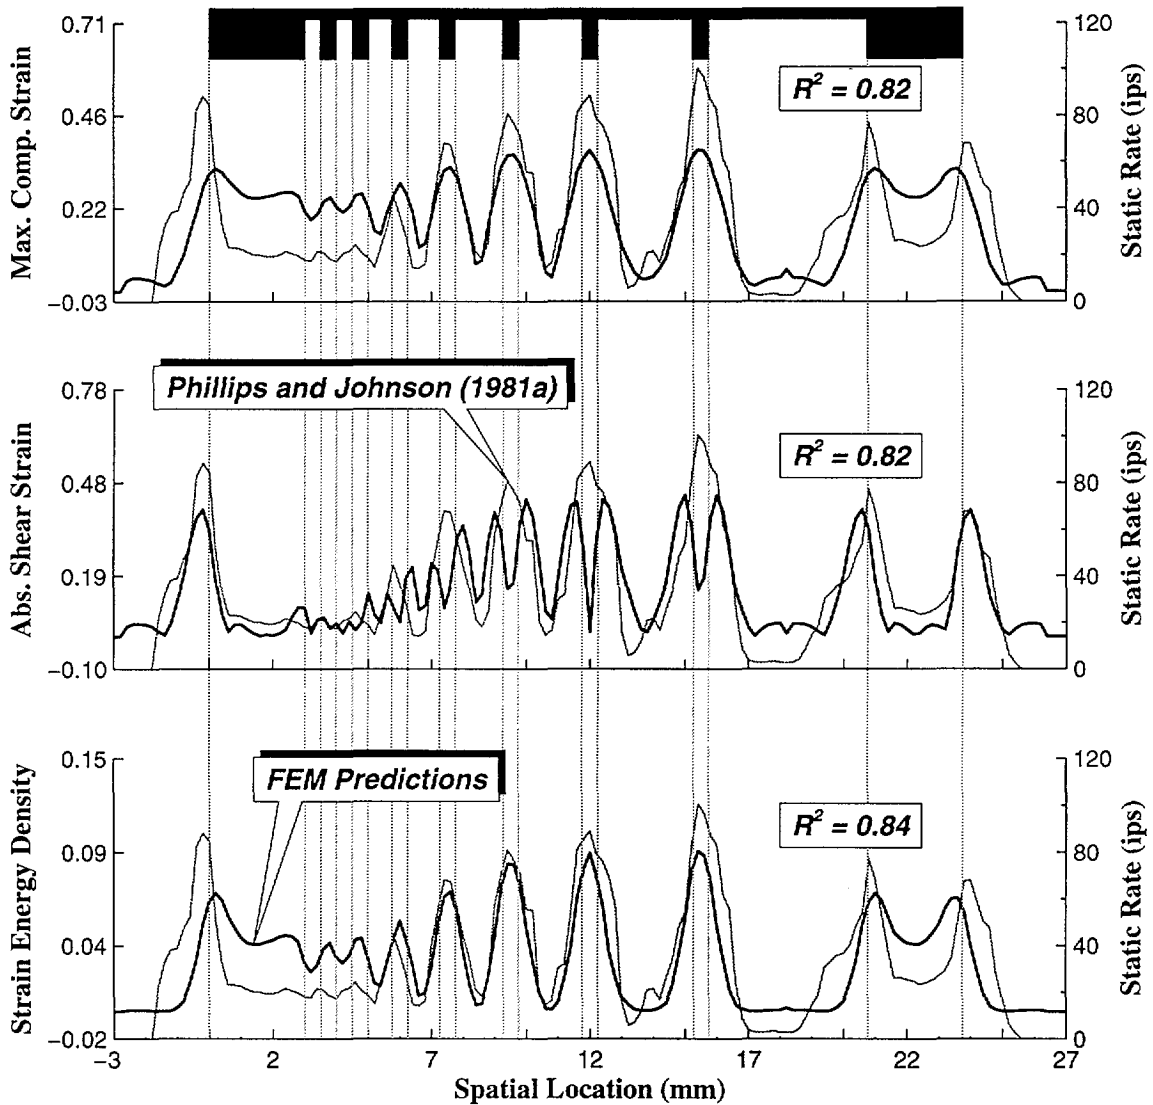 0.71
0.46
0.22
−0.03
Max. Comp. Strain
R² = 0.82
120
80
40
0
Static Rate (ips)
Phillips and Johnson (1981a)
0.78
0.48
0.19
−0.10
Abs. Shear Strain
R² = 0.82
120
80
40
0
Static Rate (ips)
FEM Predictions
0.15
0.09
0.04
−0.02
Strain Energy Density
R² = 0.84
120
80
40
0
Static Rate (ips)
−3 2 7 12 17 22 27
Spatial Location (mm)